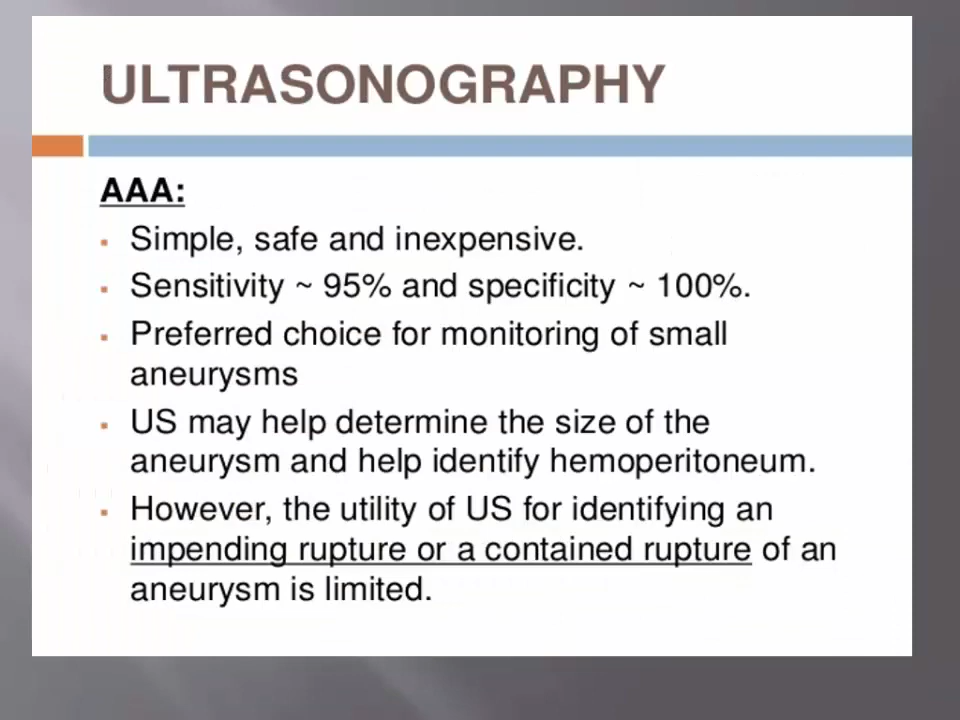 ULTRASONOGRAPHY
AAA:
▪ Simple, safe and inexpensive.
▪ Sensitivity ~ 95% and specificity ~ 100%.
▪ Preferred choice for monitoring of small
aneurysms
▪ US may help determine the size of the
aneurysm and help identify hemoperitoneum.
▪ However, the utility of US for identifying an
impending rupture or a contained rupture of an
aneurysm is limited.